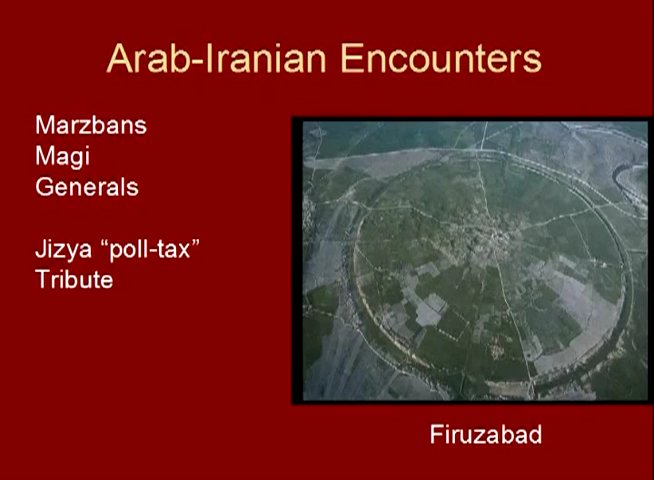 Arab-Iranian Encounters
Marzbans
Magi
Generals
Jizya “poll-tax”
Tribute
Firuzabad